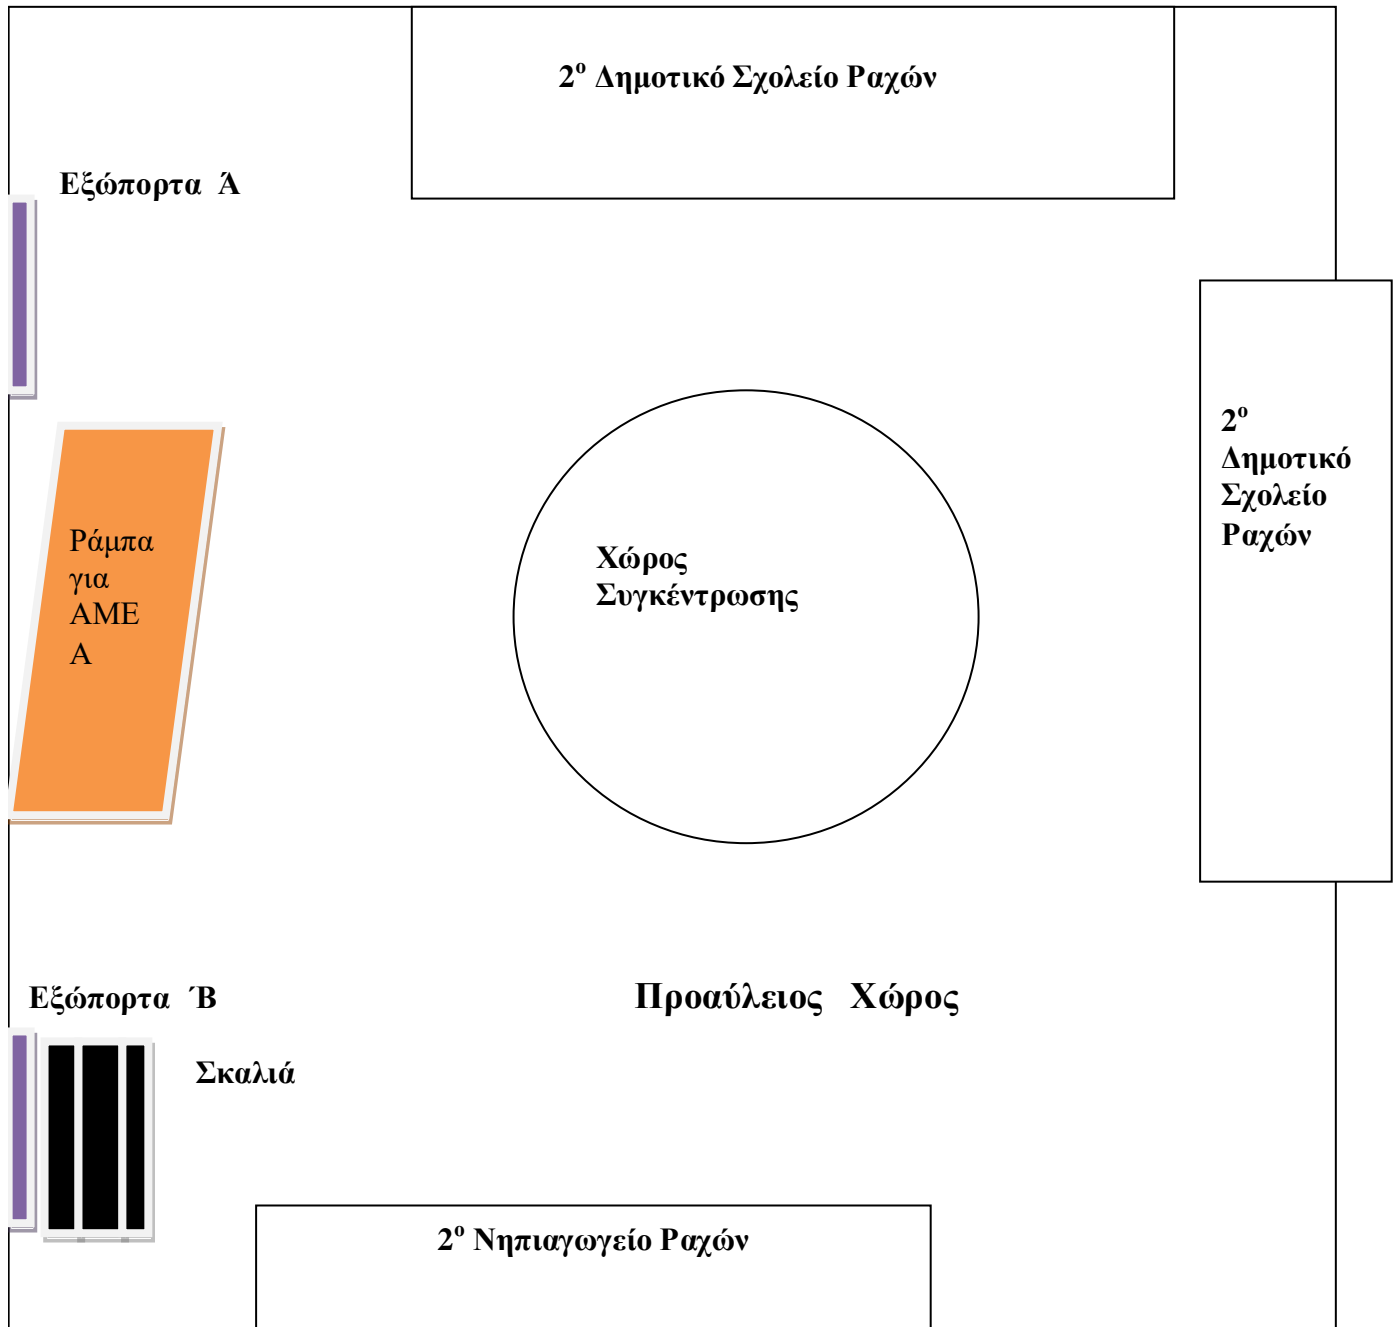 2ο Δημοτικό Σχολείο Ραχών
Εξώπορτα Ά
2ο
Δημοτικό
Σχολείο
Ραχών
Ράμπα
για
ΑΜΕ
Α
Χώρος
Συγκέντρωσης
Εξώπορτα Ά́Β
Προαύλειος Χώρος
Σκαλιά
2ο Νηπιαγωγείο Ραχών